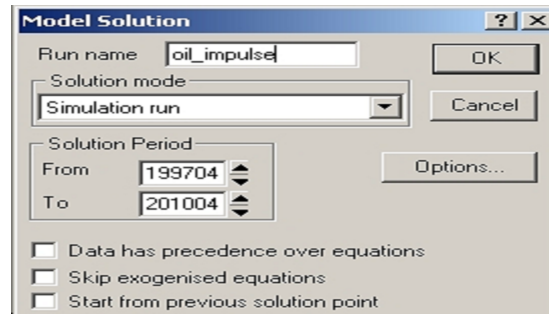 Model Solution ? ×
Run name oil_impulse OK
Solution mode
Simulation run Cancel
Solution Period
From 199704 Options...
To 201004
Data has precedence over equations
Skip exogenised equations
Start from previous solution point